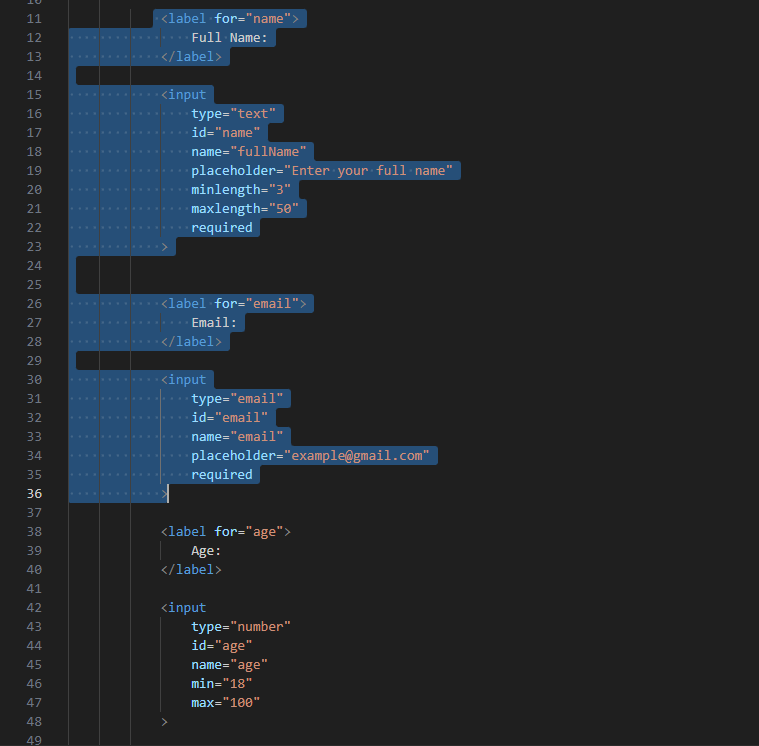 11 <label for="name">
12 Full Name:
13 </label>
14
15 <input
16 type="text"
17 id="name"
18 name="fullName"
19 placeholder="Enter your full name"
20 minlength="3"
21 maxlength="50"
22 required
23 >
24
25
26 <label for="email">
27 Email:
28 </label>
29
30 <input
31 type="email"
32 id="email"
33 name="email"
34 placeholder="example@gmail.com"
35 required
36 >
37
38 <label for="age">
39 Age:
40 </label>
41
42 <input
43 type="number"
44 id="age"
45 name="age"
46 min="18"
47 max="100"
48 >
49